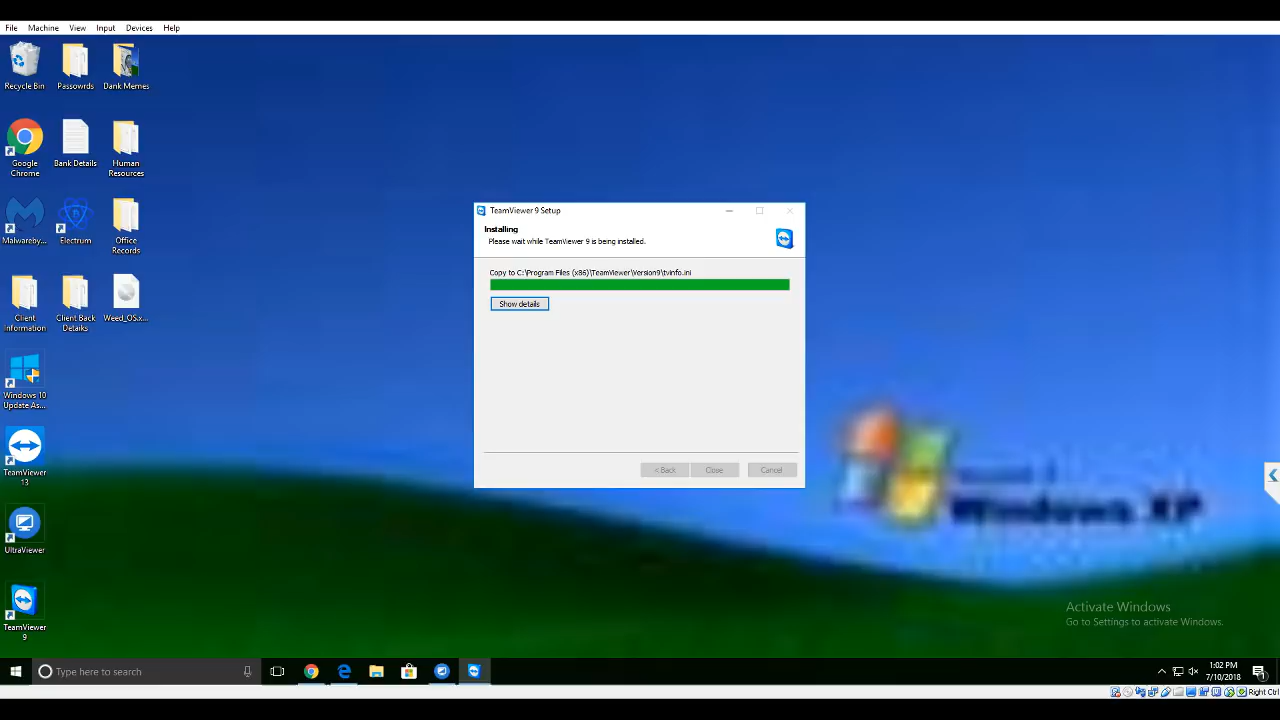 File Machine View Input Devices Help
Recycle Bin
Passowrds
Dank Memes
Google
Chrome
Bank Details
Human
Resources
Malwareby...
Electrum
Office
Records
Client
Information
Client Back
Details
Weed_OS.x...
Windows 10
Update As...
TeamViewer
13
UltraViewer
TeamViewer
9
TeamViewer 9 Setup
Installing
Please wait while TeamViewer 9 is being installed.
Copy to C:\Program Files (x86)\TeamViewer\Version9\tvinfo.ini
Show details
< Back Close Cancel
Windows XP
Activate Windows
Go to Settings to activate Windows.
Type here to search
1:02 PM
7/10/2018
Right Ctrl